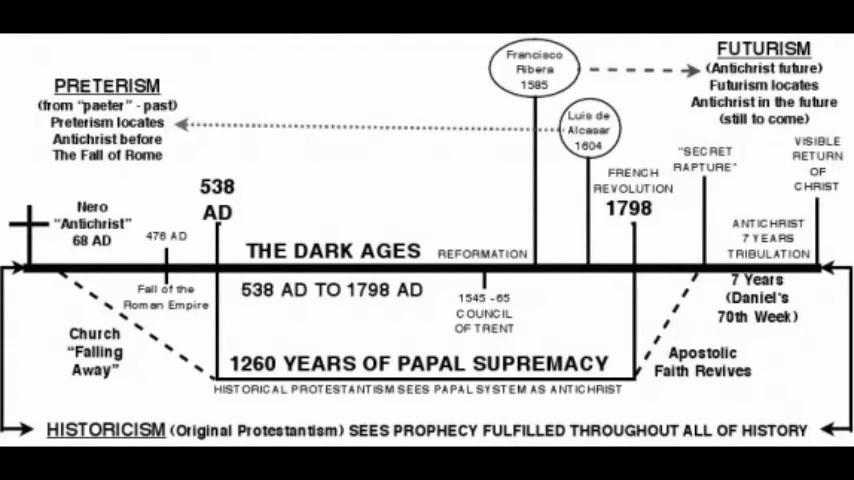 PRETERISM
(from "paeter" - past)
Preterism locates
Antichrist before
The Fall of Rome
Francisco
Ribera
1585
Luis de
Alcasar
1604
FUTURISM
(Antichrist future)
Futurism locates
Antichrist in the future
(still to come)
Nero
"Antichrist"
68 AD
476 AD
538
AD
Fall of the
Roman Empire
THE DARK AGES
538 AD TO 1798 AD
REFORMATION
1545 -65
COUNCIL
OF TRENT
FRENCH
REVOLUTION
1798
"SECRET
RAPTURE"
VISIBLE
RETURN
OF
CHRIST
ANTICHRIST
7 YEARS
TRIBULATION
7 Years
(Daniel's
70th Week)
Church
"Falling
Away"
1260 YEARS OF PAPAL SUPREMACY
HISTORICAL PROTESTANTISM SEES PAPAL SYSTEM AS ANTICHRIST
Apostolic
Faith Revives
HISTORICISM (Original Protestantism) SEES PROPHECY FULFILLED THROUGHOUT ALL OF HISTORY